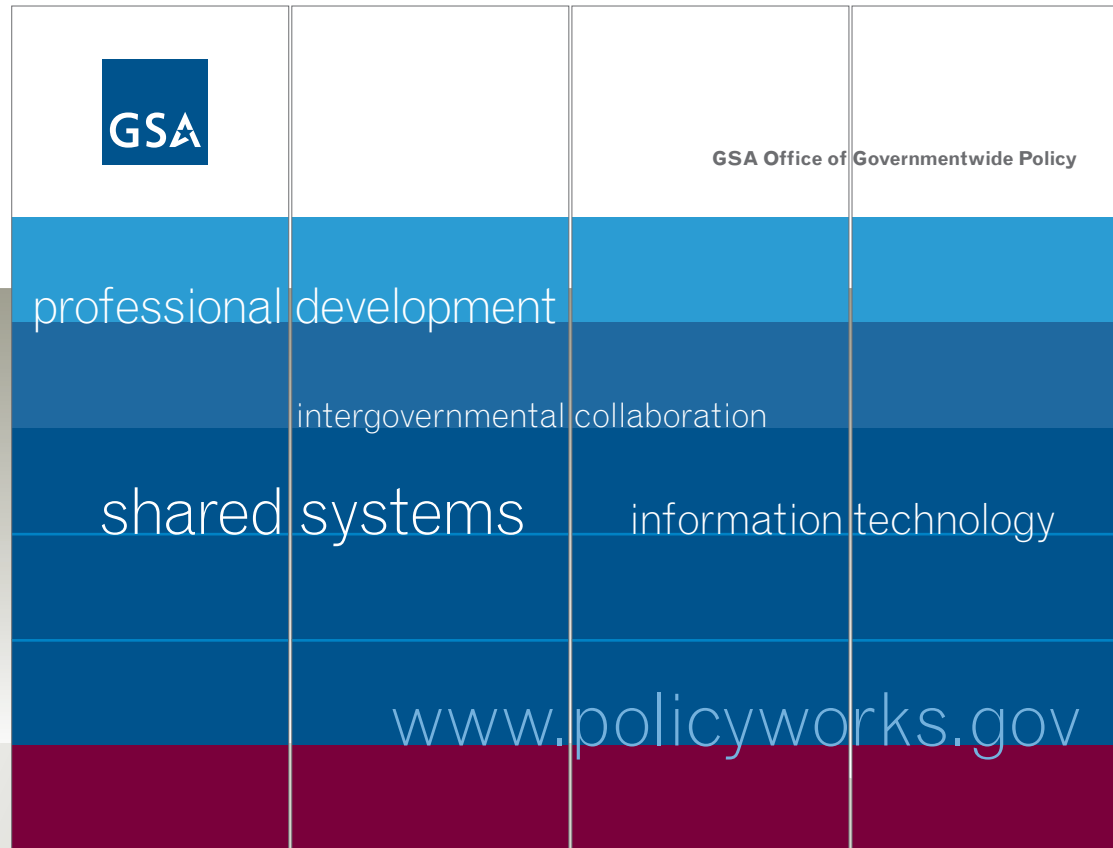 GSA
GSA Office of Governmentwide Policy
professional development
intergovernmental collaboration
shared systems
information technology
www.policyworks.gov